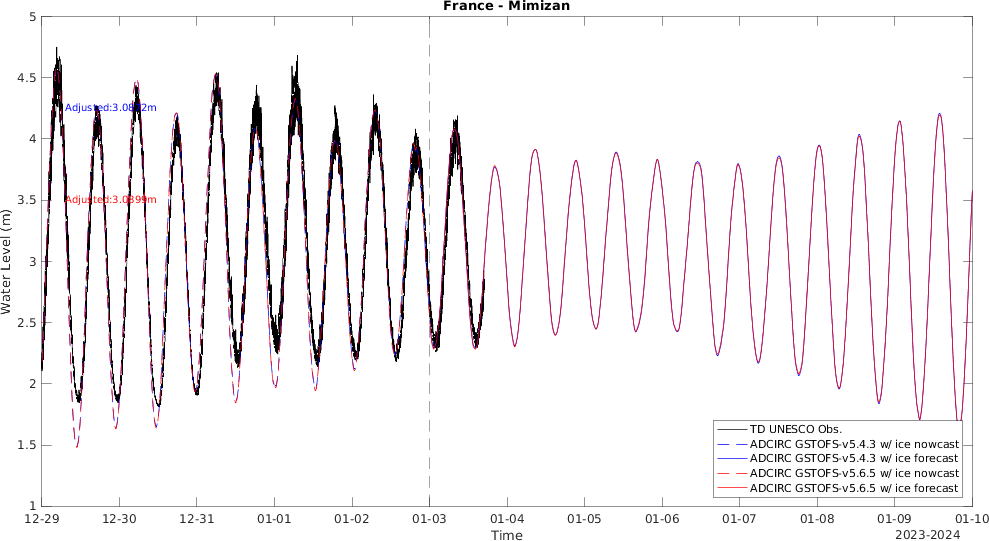 France - Mimizan
5
4.5
4
3.5
3
2.5
2
1.5
1
Water Level (m)
Adjusted:
Adjusted:3.0399m
12-29 12-30 12-31 01-01 01-02 01-03 01-04 01-05 01-06 01-07 01-08 01-09 01-10
Time
2023-2024
TD UNESCO Obs.
ADCIRC GSTOFS-v5.4.3 w/ ice nowcast
ADCIRC GSTOFS-v5.4.3 w/ ice forecast
ADCIRC GSTOFS-v5.6.5 w/ ice nowcast
ADCIRC GSTOFS-v5.6.5 w/ ice forecast